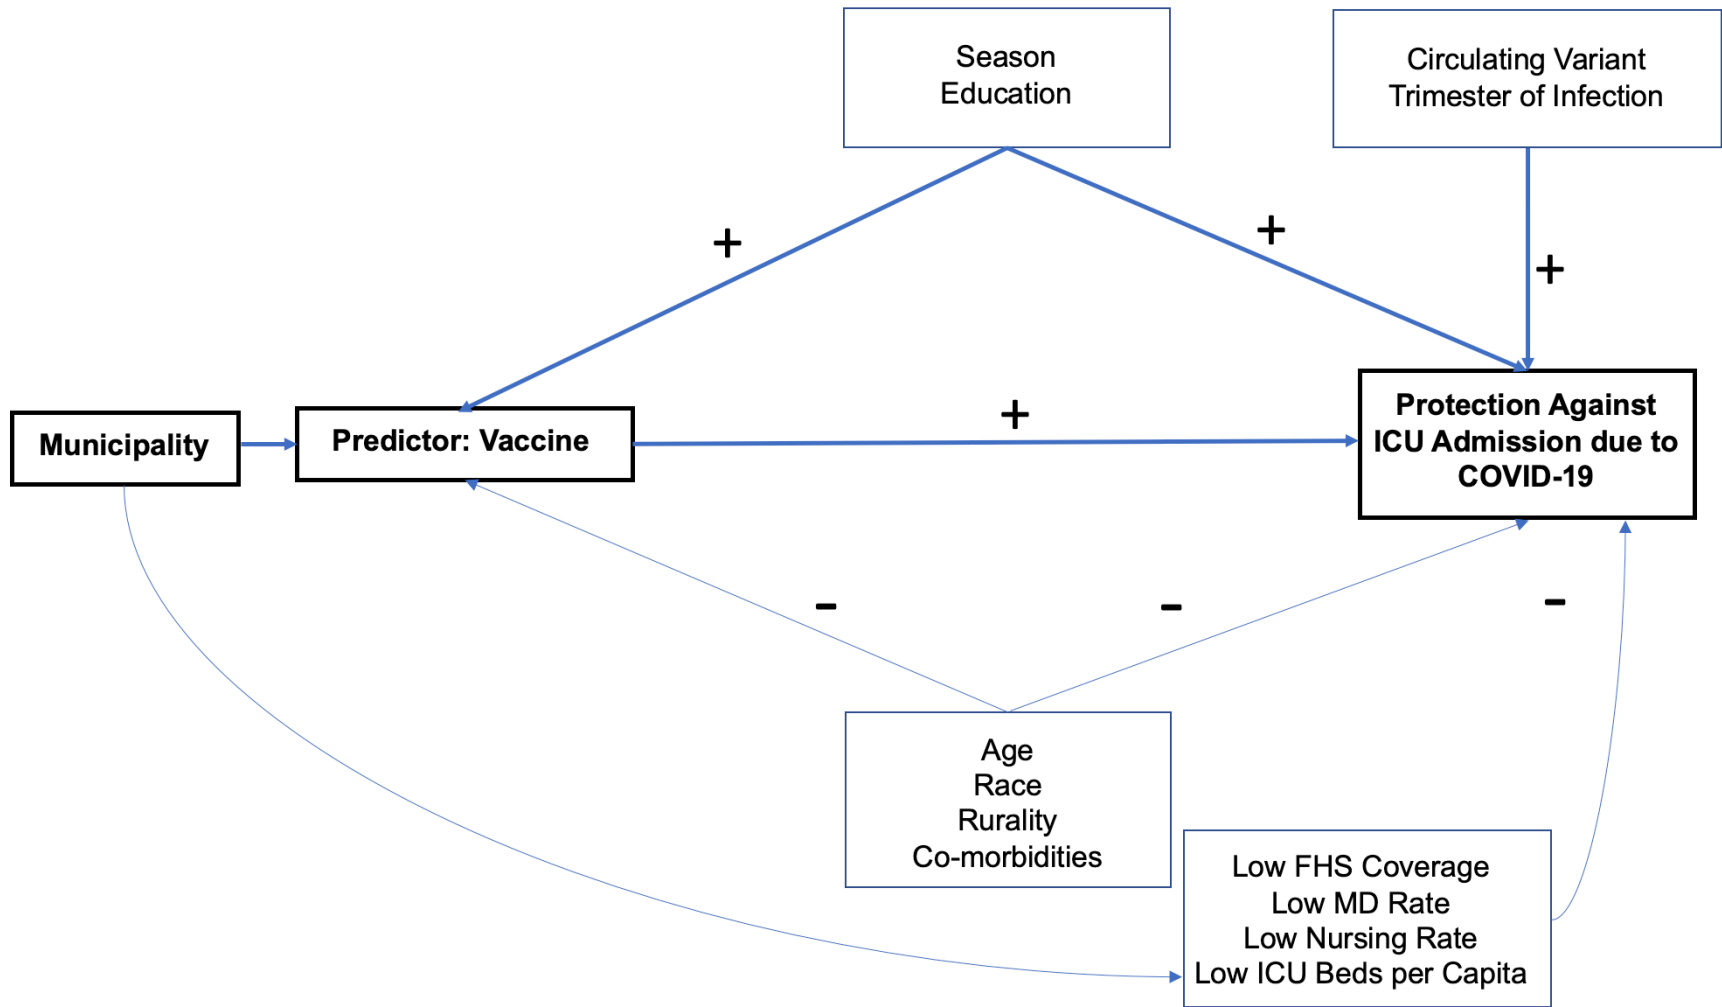 Season
Education
Circulating Variant
Trimester of Infection
+
+
+
Municipality
Predictor: Vaccine
+
Protection Against
ICU Admission due to
COVID-19
-
-
-
Age
Race
Rurality
Co-morbidities
Low FHS Coverage
Low MD Rate
Low Nursing Rate
Low ICU Beds per Capita